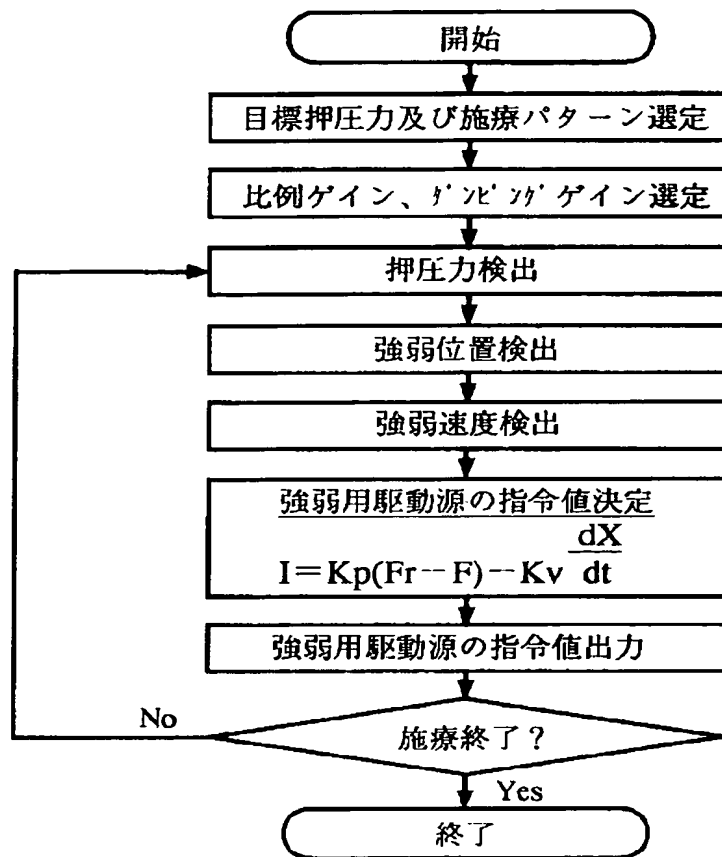 開始
目標押圧力及び施療パターン選定
比例ゲイン、ダンピングゲイン選定
押圧力検出
強弱位置検出
強弱速度検出
強弱用駆動源の指令値決定
I=Kp(Fr−F)−Kv dX/dt
強弱用駆動源の指令値出力
施療終了?
No
Yes
終了